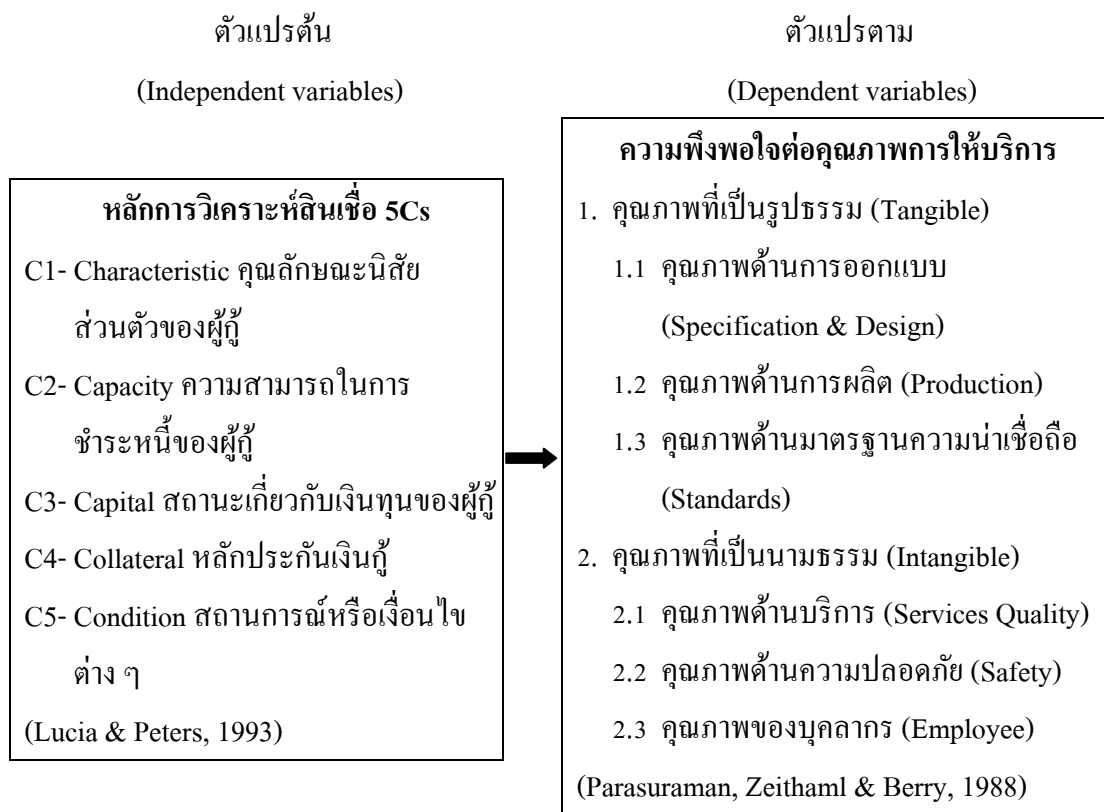 ตัวแปรต้น
(Independent variables)
หลักการวิเคราะห์สินเชื่อ 5Cs
C1- Characteristic คุณลักษณะนิสัย
ส่วนตัวของผู้กู้
C2- Capacity ความสามารถในการ
ชำระหนี้ของผู้กู้
C3- Capital สถานะเกี่ยวกับเงินทุนของผู้กู้
C4- Collateral หลักประกันเงินกู้
C5- Condition สถานการณ์หรือเงื่อนไข
ต่าง ๆ
(Lucia & Peters, 1993)
ตัวแปรตาม
(Dependent variables)
ความพึงพอใจต่อคุณภาพการให้บริการ
1. คุณภาพที่เป็นรูปธรรม (Tangible)
1.1 คุณภาพด้านการออกแบบ
(Specification & Design)
1.2 คุณภาพด้านการผลิต (Production)
1.3 คุณภาพด้านมาตรฐานความน่าเชื่อถือ
(Standards)
2. คุณภาพที่เป็นนามธรรม (Intangible)
2.1 คุณภาพด้านบริการ (Services Quality)
2.2 คุณภาพด้านความปลอดภัย (Safety)
2.3 คุณภาพของบุคลากร (Employee)
(Parasuraman, Zeithaml & Berry, 1988)